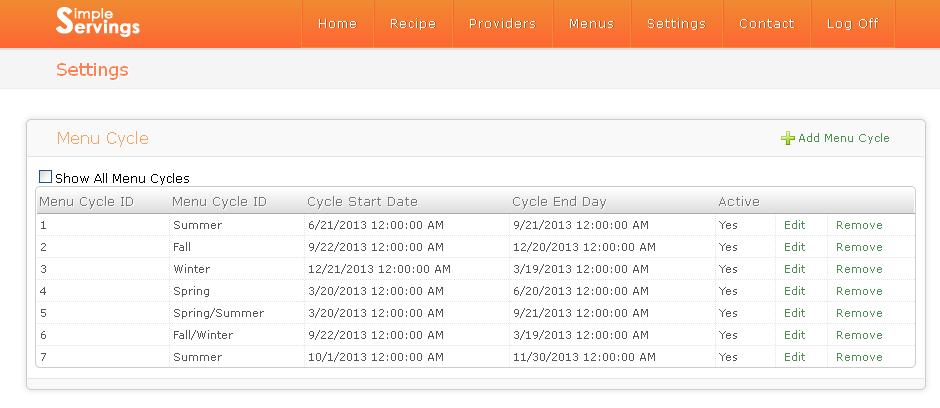 Simple
Servings
Home Recipe Providers Menus Settings Contact Log Off
Settings
Menu Cycle Add Menu Cycle
Show All Menu Cycles
Menu Cycle ID Menu Cycle ID Cycle Start Date Cycle End Day Active
1 Summer 6/21/2013 12:00:00 AM 9/21/2013 12:00:00 AM Yes Edit Remove
2 Fall 9/22/2013 12:00:00 AM 12/20/2013 12:00:00 AM Yes Edit Remove
3 Winter 12/21/2013 12:00:00 AM 3/19/2013 12:00:00 AM Yes Edit Remove
4 Spring 3/20/2013 12:00:00 AM 6/20/2013 12:00:00 AM Yes Edit Remove
5 Spring/Summer 3/20/2013 12:00:00 AM 9/21/2013 12:00:00 AM Yes Edit Remove
6 Fall/Winter 9/22/2013 12:00:00 AM 3/19/2013 12:00:00 AM Yes Edit Remove
7 Summer 10/1/2013 12:00:00 AM 11/30/2013 12:00:00 AM Yes Edit Remove